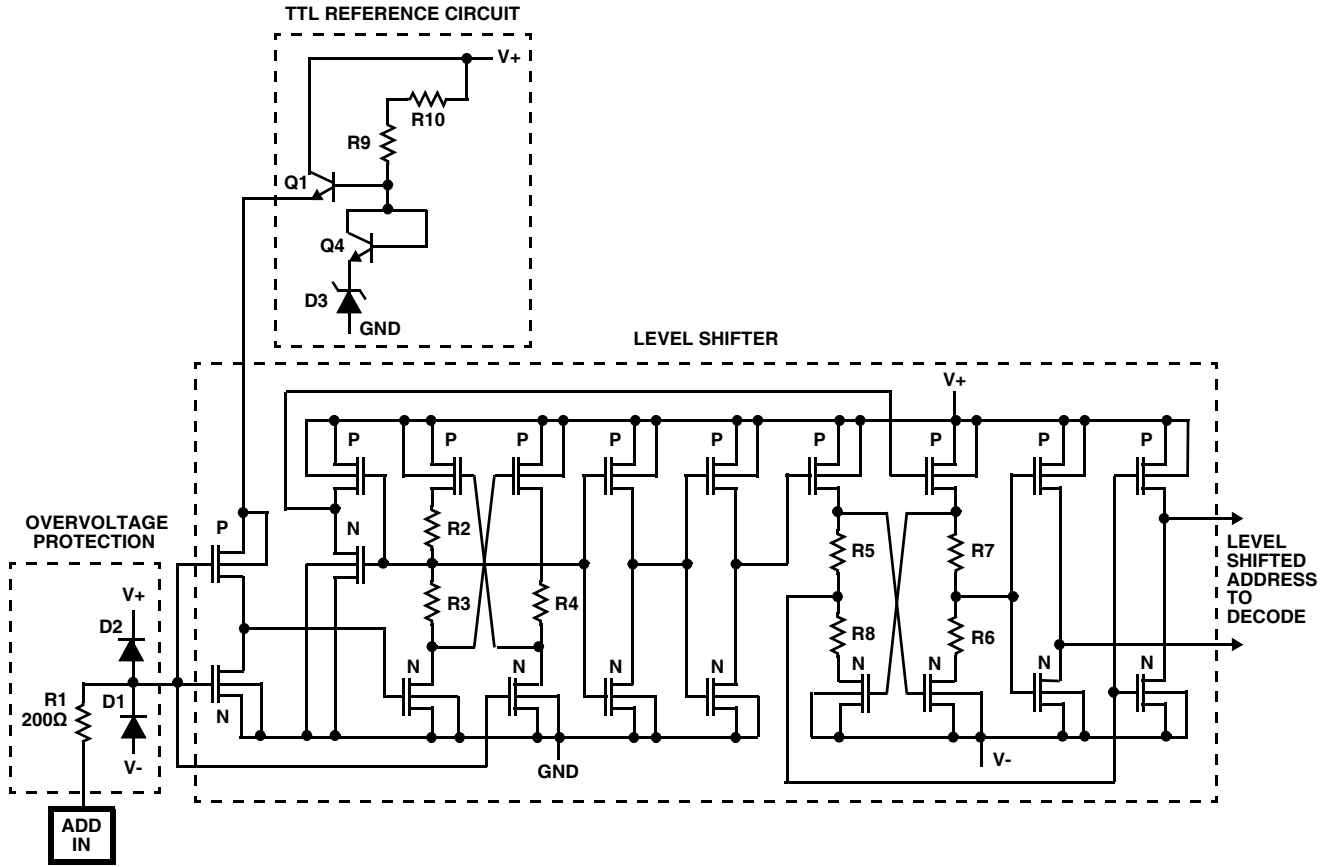 TTL REFERENCE CIRCUIT
V+
R10
R9
Q1
Q4
D3
GND
LEVEL SHIFTER
V+
P
P
P
P
P
P
P
P
P
OVERVOLTAGE
PROTECTION
P
N
R2
R5
R7
LEVEL
SHIFTED
ADDRESS
TO
DECODE
V+
D2
R3
R4
R8
R6
R1
200Ω
D1
N
N
N
N
N
N
N
N
N
V-
GND
V-
ADD
IN